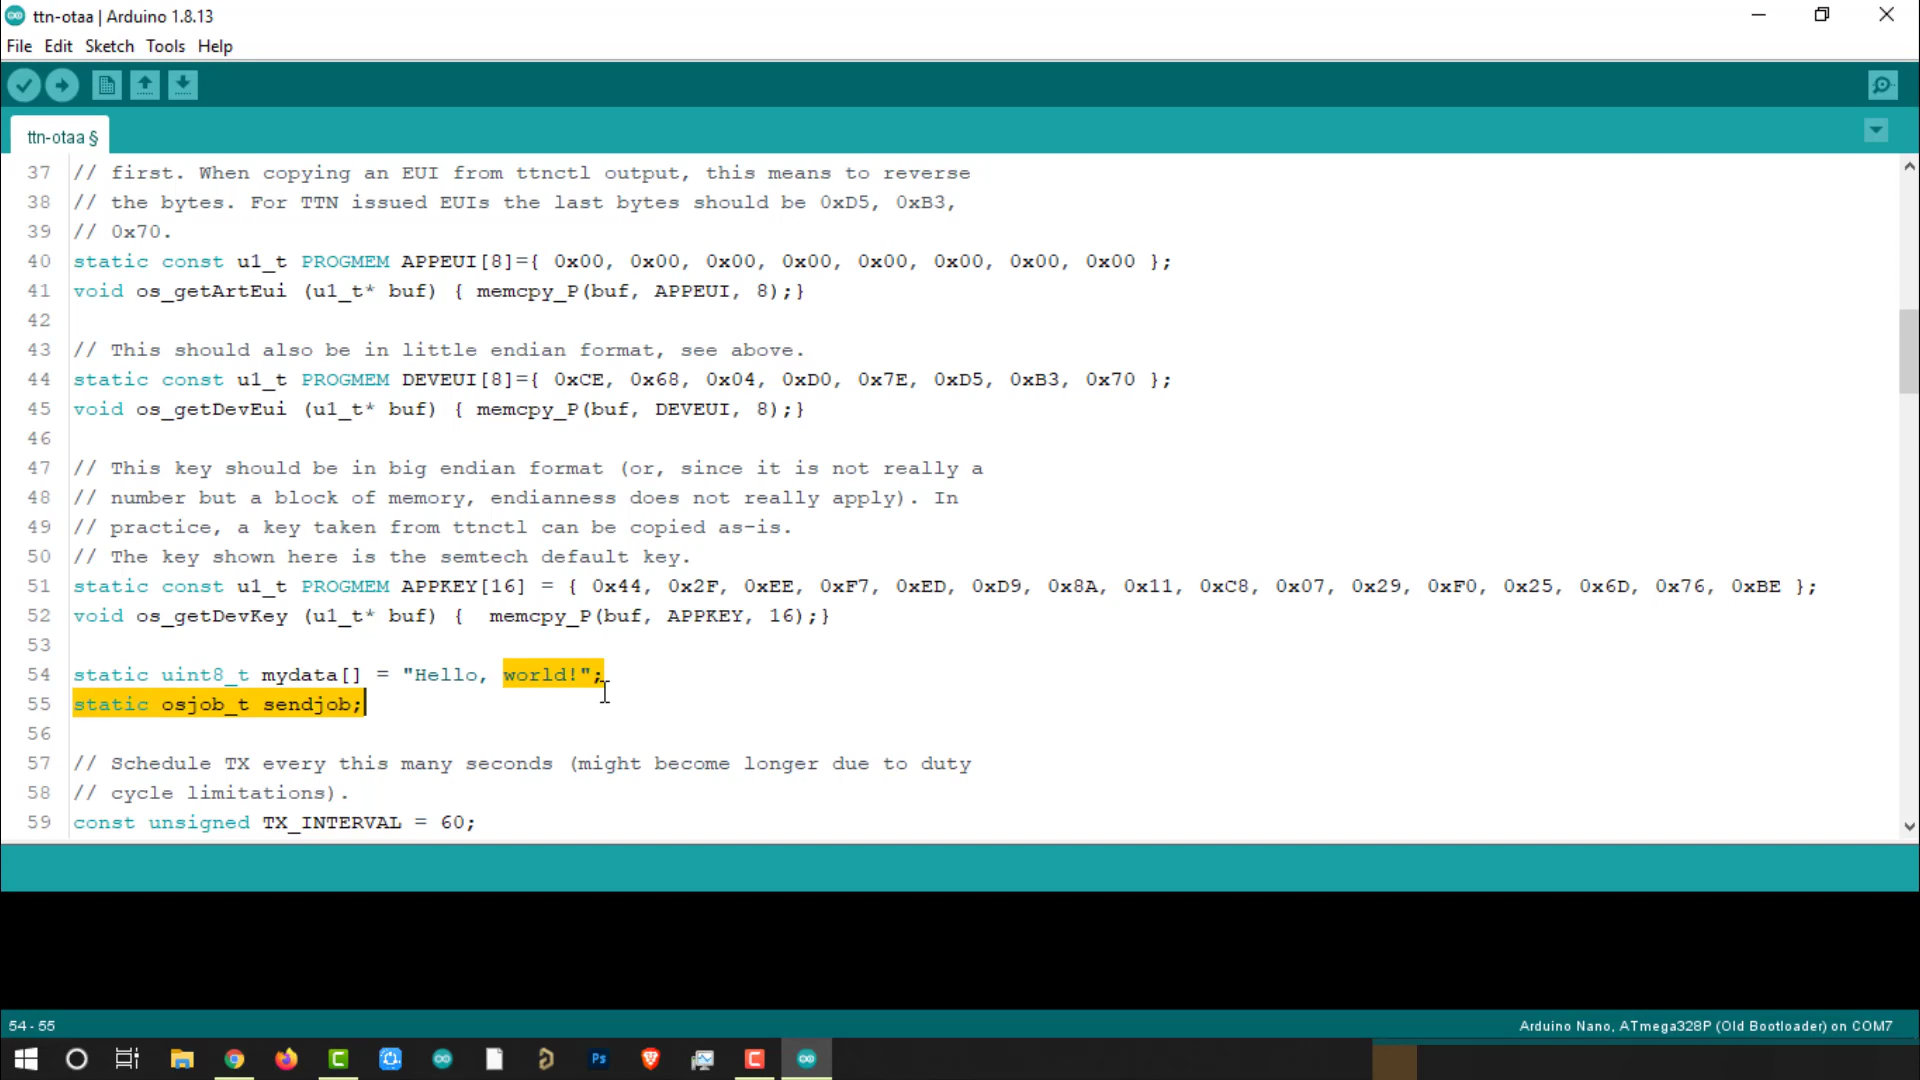 ttn-otaa | Arduino 1.8.13
File Edit Sketch Tools Help
ttn-otaa §
37 // first. When copying an EUI from ttnctl output, this means to reverse
38 // the bytes. For TTN issued EUIs the last bytes should be 0xD5, 0xB3,
39 // 0x70.
40 static const u1_t PROGMEM APPEUI[8]={ 0x00, 0x00, 0x00, 0x00, 0x00, 0x00, 0x00, 0x00 };
41 void os_getArtEui (u1_t* buf) { memcpy_P(buf, APPEUI, 8);}
42
43 // This should also be in little endian format, see above.
44 static const u1_t PROGMEM DEVEUI[8]={ 0xCE, 0x68, 0x04, 0xD0, 0x7E, 0xD5, 0xB3, 0x70 };
45 void os_getDevEui (u1_t* buf) { memcpy_P(buf, DEVEUI, 8);}
46
47 // This key should be in big endian format (or, since it is not really a
48 // number but a block of memory, endianness does not really apply). In
49 // practice, a key taken from ttnctl can be copied as-is.
50 // The key shown here is the semtech default key.
51 static const u1_t PROGMEM APPKEY[16] = { 0x44, 0x2F, 0xEE, 0xF7, 0xED, 0xD9, 0x8A, 0x11, 0xC8, 0x07, 0x29, 0xF0, 0x25, 0x6D, 0x76, 0xBE };
52 void os_getDevKey (u1_t* buf) {  memcpy_P(buf, APPKEY, 16);}
53
54 static uint8_t mydata[] = "Hello, world!";
55 static osjob_t sendjob;
56
57 // Schedule TX every this many seconds (might become longer due to duty
58 // cycle limitations).
59 const unsigned TX_INTERVAL = 60;
54 - 55
Arduino Nano, ATmega328P (Old Bootloader) on COM7
Ps